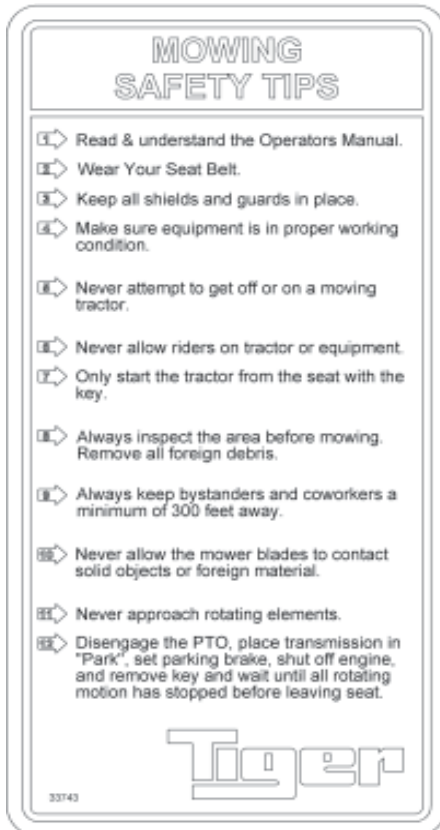 MOWING
SAFETY TIPS
1 Read & understand the Operators Manual.
2 Wear Your Seat Belt.
3 Keep all shields and guards in place.
4 Make sure equipment is in proper working
condition.
5 Never attempt to get off or on a moving
tractor.
6 Never allow riders on tractor or equipment.
7 Only start the tractor from the seat with the
key.
8 Always inspect the area before mowing.
Remove all foreign debris.
9 Always keep bystanders and coworkers a
minimum of 300 feet away.
10 Never allow the mower blades to contact
solid objects or foreign material.
11 Never approach rotating elements.
12 Disengage the PTO, place transmission in
"Park", set parking brake, shut off engine,
and remove key and wait until all rotating
motion has stopped before leaving seat.
Tiger
33743